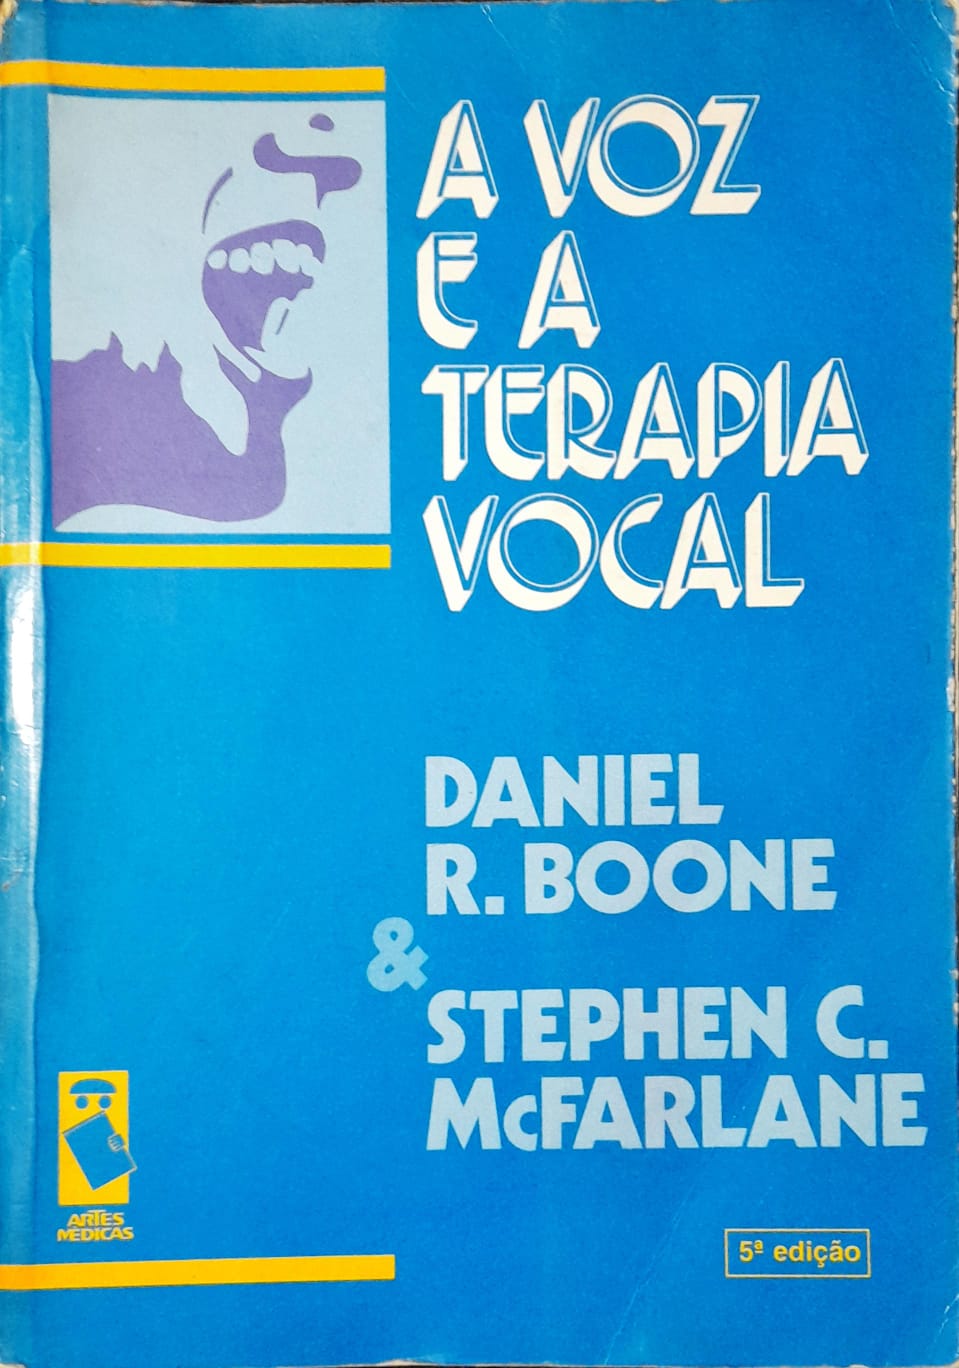 A VOZ
E A
TERAPIA
VOCAL
DANIEL
R. BOONE
&
STEPHEN C.
McFARLANE
ARTES
MÉDICAS
5ª edição